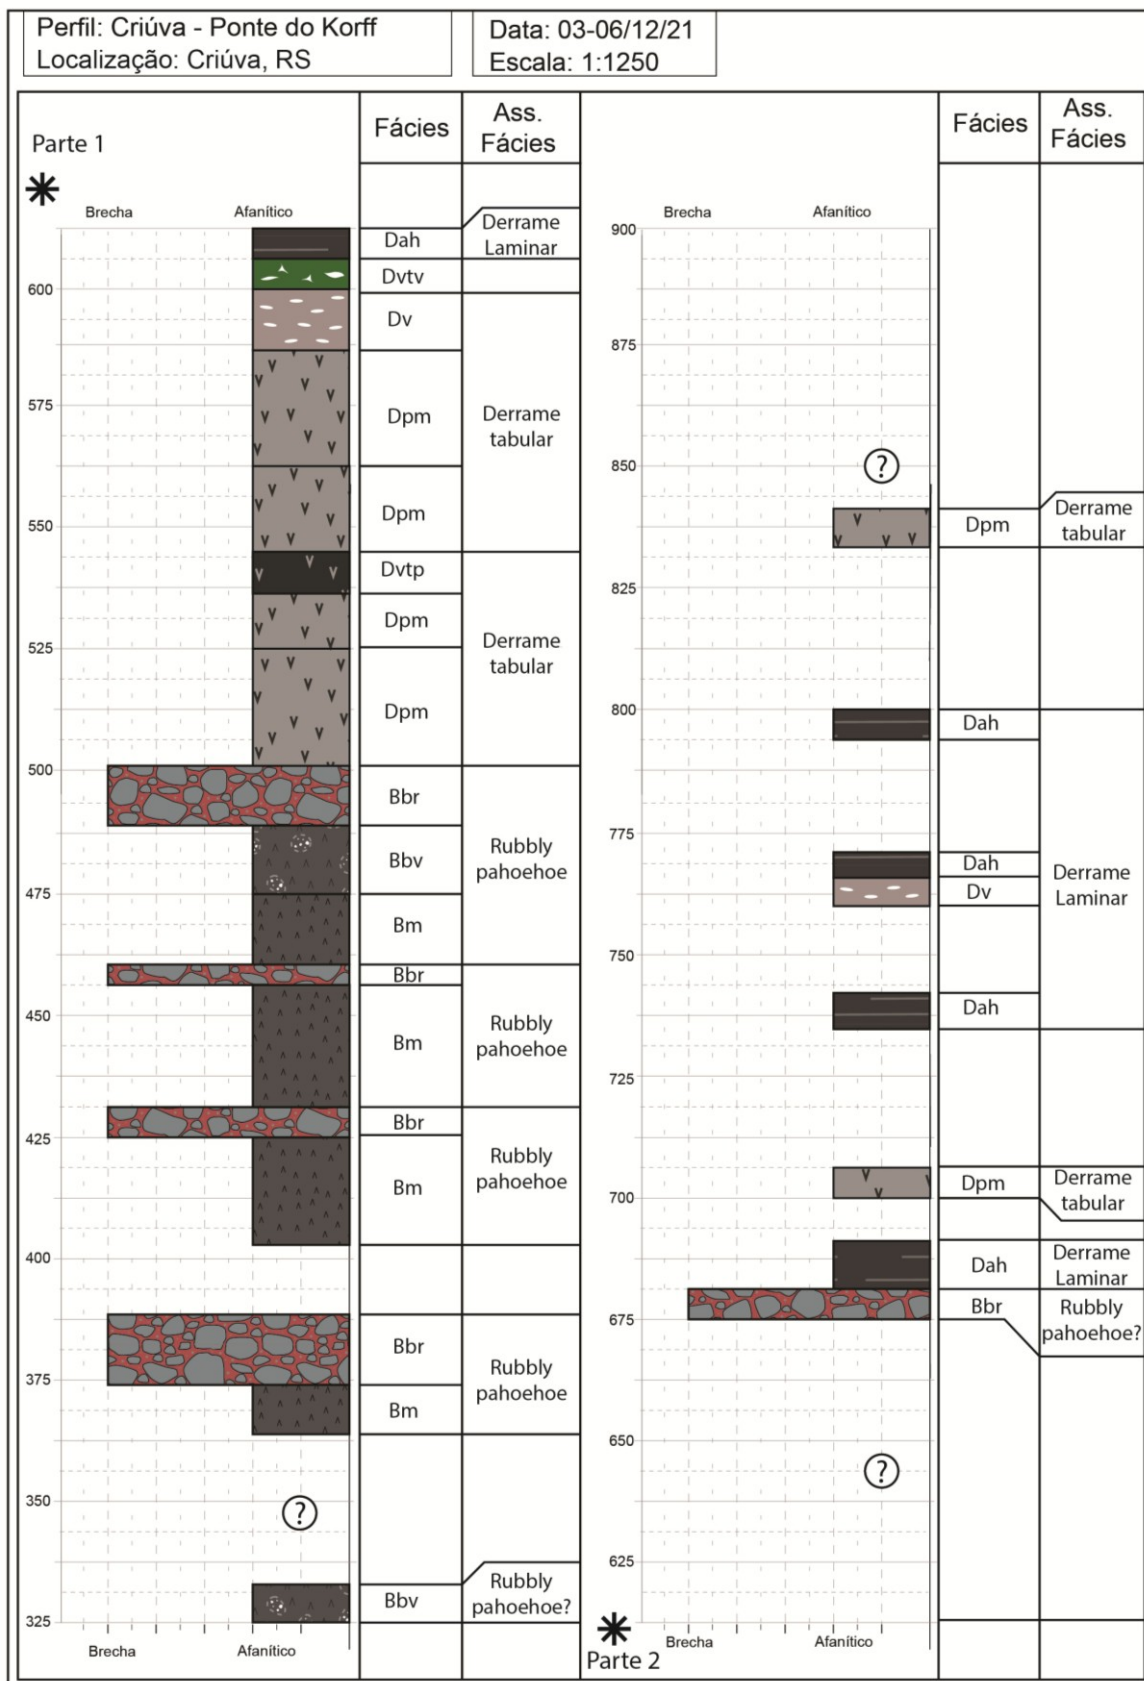 Perfil: Criúva - Ponte do Korff
Localização: Criúva, RS
Data: 03-06/12/21
Escala: 1:1250
Parte 1
Fácies
Ass.
Fácies
Brecha
Afanítico
600
575
550
525
500
475
450
425
400
375
350
325
Dah
Dvtv
Dv
Dpm
Dpm
Dvtp
Dpm
Dpm
Bbr
Bbv
Bm
Bbr
Bm
Bbr
Bm
Bbr
Bm
?
Bbv
Derrame
Laminar
Derrame
tabular
Derrame
tabular
Rubbly
pahoehoe
Rubbly
pahoehoe
Rubbly
pahoehoe
Rubbly
pahoehoe
Rubbly
pahoehoe?
Brecha
Afanítico
Fácies
Ass.
Fácies
Brecha
Afanítico
900
875
850
825
800
775
750
725
700
675
650
625
?
Dpm
Dah
Dah
Dv
Dah
Dpm
Dah
Bbr
?
Derrame
tabular
Derrame
Laminar
Derrame
tabular
Derrame
Laminar
Rubbly
pahoehoe?
Brecha
Afanítico
Parte 2